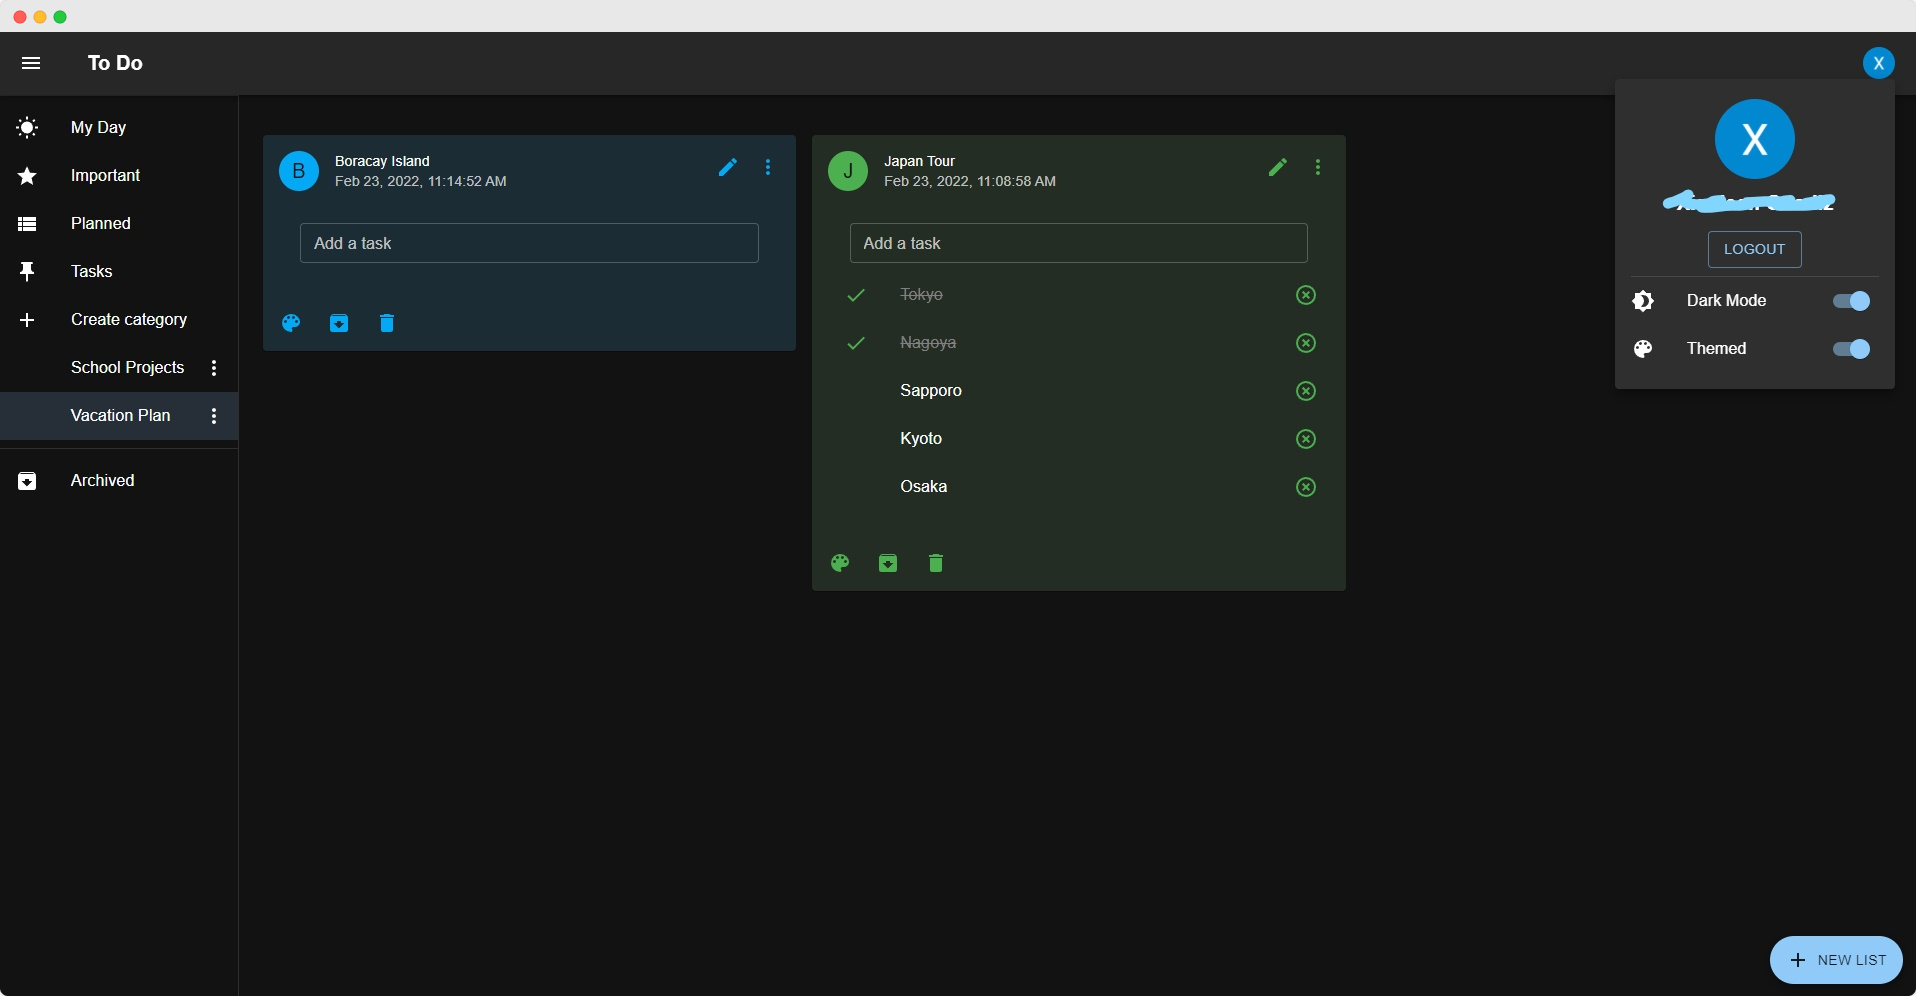 To Do
X
My Day
Important
Planned
Tasks
Create category
School Projects
Vacation Plan
Archived
B
Boracay Island
Feb 23, 2022, 11:14:52 AM
Add a task
J
Japan Tour
Feb 23, 2022, 11:08:58 AM
Add a task
Tokyo
Nagoya
Sapporo
Kyoto
Osaka
X
LOGOUT
Dark Mode
Themed
NEW LIST